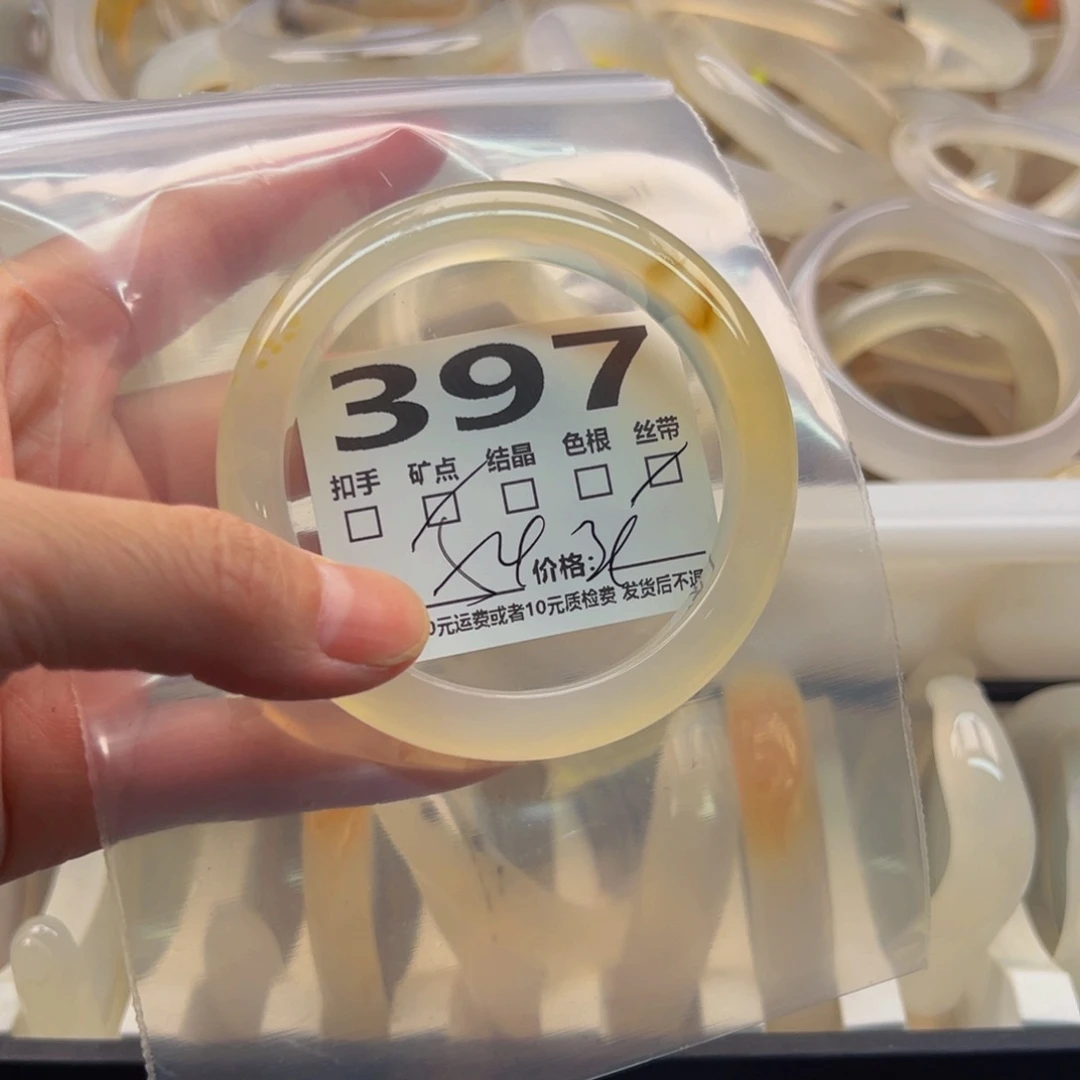 397
扣手 矿点 结晶 色根 丝带
54 价格:
0元运费或者10元质检费 发货后不退